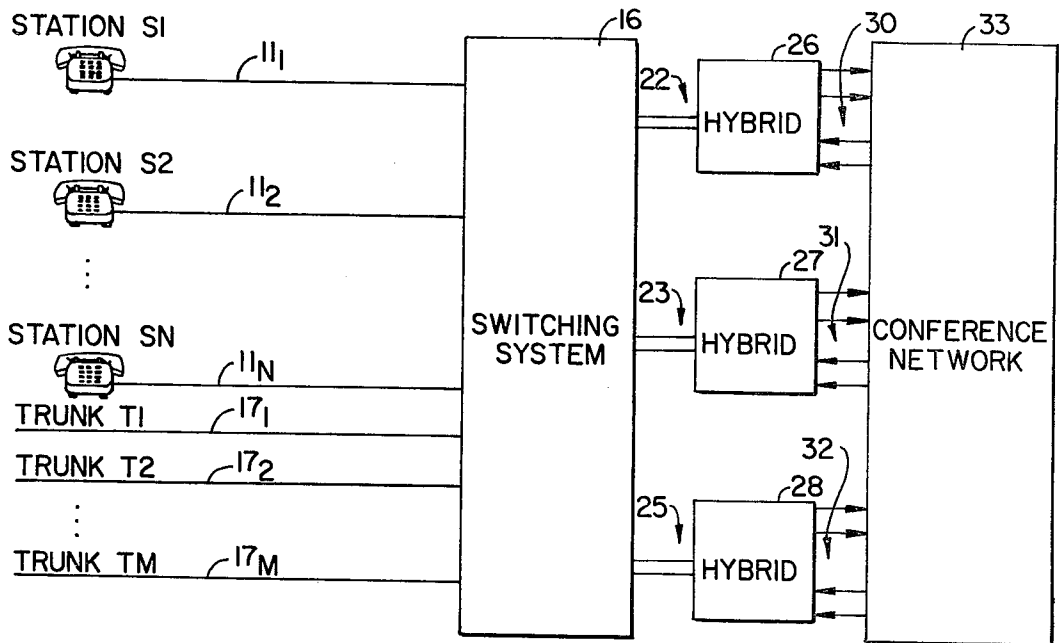 STATION S1
11₁
16
26
30
33
22
HYBRID
STATION S2
11₂
27
31
23
HYBRID
SWITCHING
SYSTEM
CONFERENCE
NETWORK
STATION SN
11N
TRUNK T1
17₁
TRUNK T2
17₂
28
32
25
HYBRID
TRUNK TM
17M